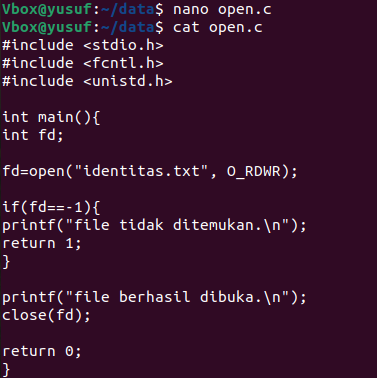 Vbox@yusuf:~/data$ nano open.c
Vbox@yusuf:~/data$ cat open.c
#include <stdio.h>
#include <fcntl.h>
#include <unistd.h>

int main(){
int fd;

fd=open("identitas.txt", O_RDWR);

if(fd==-1){
printf("file tidak ditemukan.\n");
return 1;
}

printf("file berhasil dibuka.\n");
close(fd);

return 0;
}